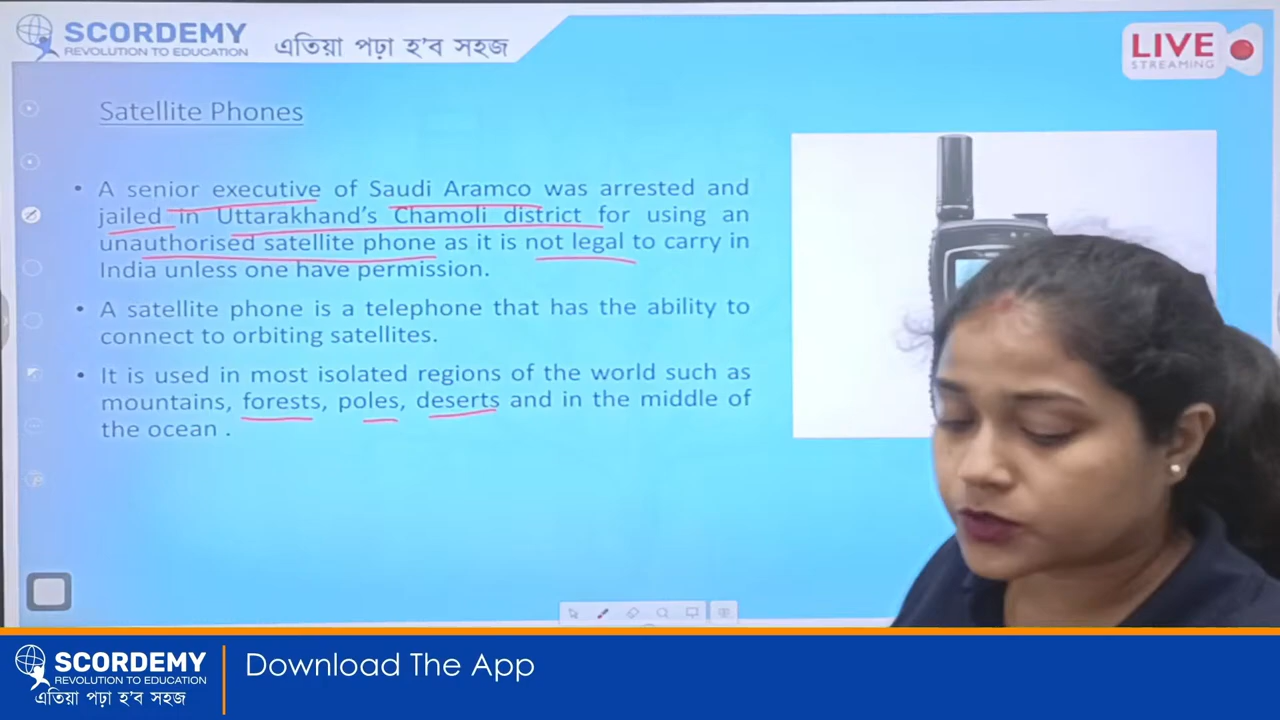 SCORDEMY
REVOLUTION TO EDUCATION
এতিয়া পঢ়া হ'ব সহজ
LIVE
STREAMING
Satellite Phones
• A senior executive of Saudi Aramco was arrested and
jailed in Uttarakhand's Chamoli district for using an
unauthorised satellite phone as it is not legal to carry in
India unless one have permission.
• A satellite phone is a telephone that has the ability to
connect to orbiting satellites.
• It is used in most isolated regions of the world such as
mountains, forests, poles, deserts and in the middle of
the ocean .
SCORDEMY
REVOLUTION TO EDUCATION
এতিয়া পঢ়া হ'ব সহজ
Download The App